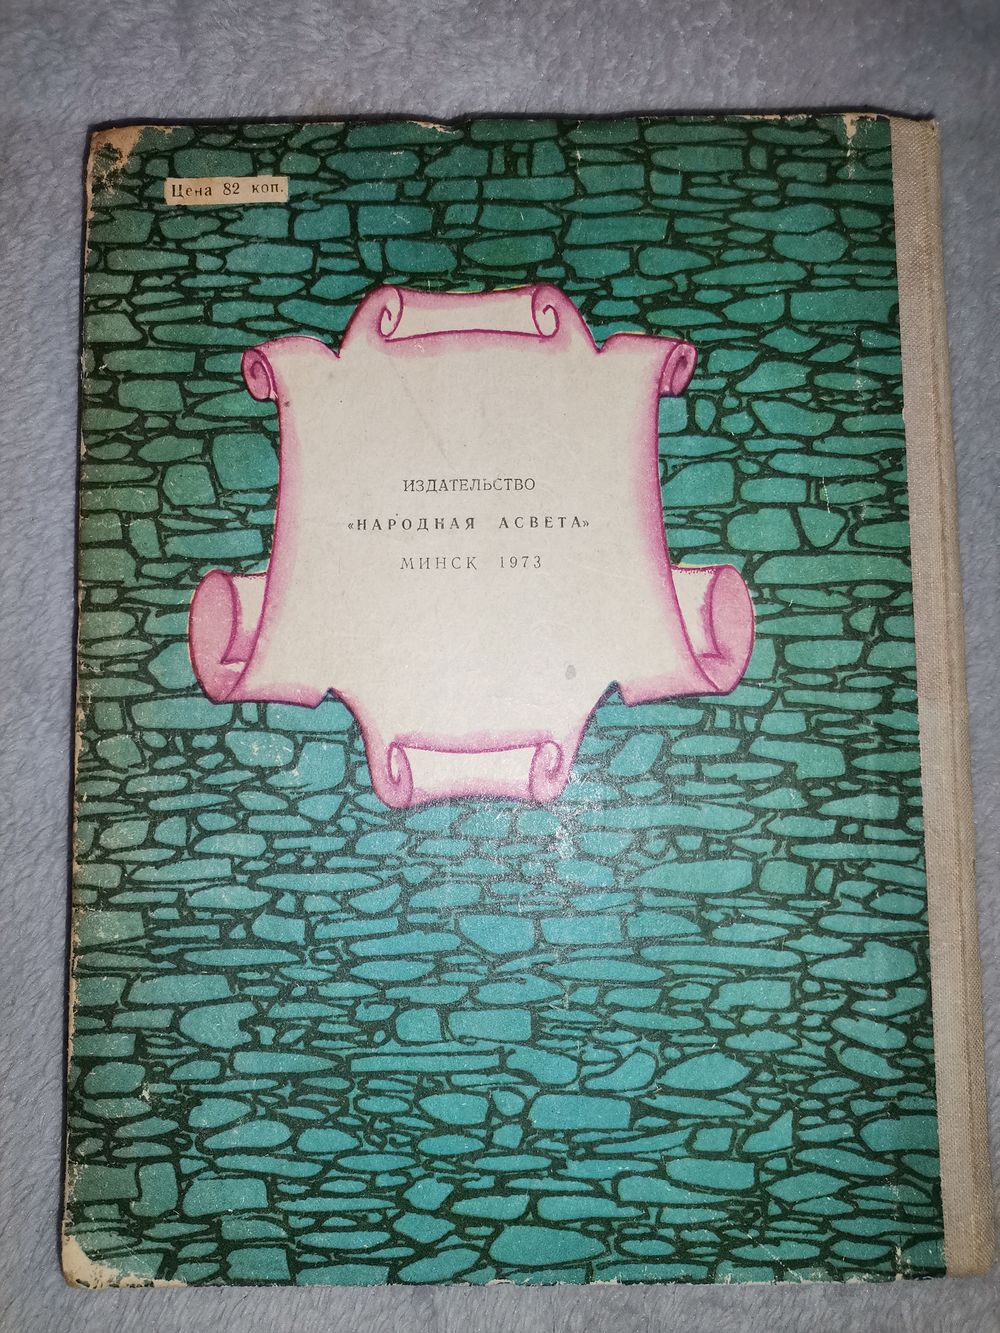 Цена 82 коп.
ИЗДАТЕЛЬСТВО
«НАРОДНАЯ АСВЕТА»
МИНСК 1973